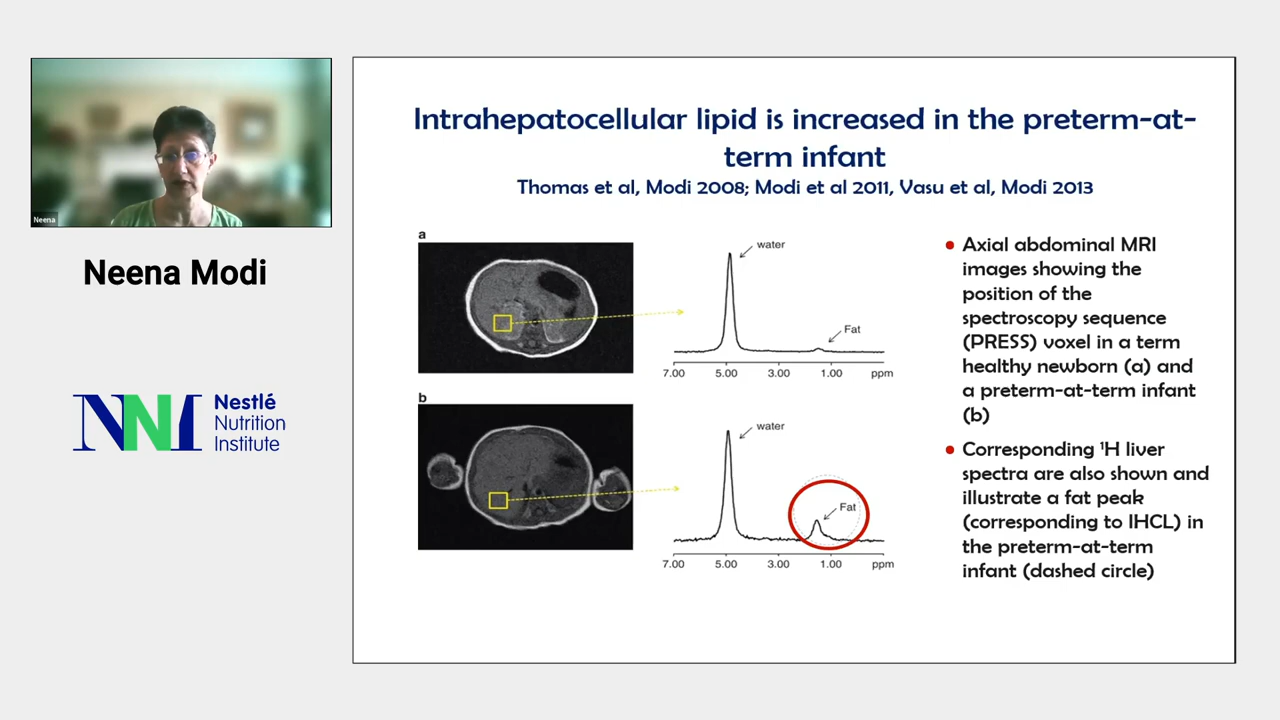 Neena
Neena Modi
NNI
Nestlé
Nutrition
Institute
Intrahepatocellular lipid is increased in the preterm-at-
term infant
Thomas et al, Modi 2008; Modi et al 2011, Vasu et al, Modi 2013
a
water
Fat
7.00 5.00 3.00 1.00 ppm
b
water
Fat
7.00 5.00 3.00 1.00 ppm
• Axial abdominal MRI
images showing the
position of the
spectroscopy sequence
(PRESS) voxel in a term
healthy newborn (a) and
a preterm-at-term infant
(b)
• Corresponding ¹H liver
spectra are also shown and
illustrate a fat peak
(corresponding to IHCL) in
the preterm-at-term
infant (dashed circle)